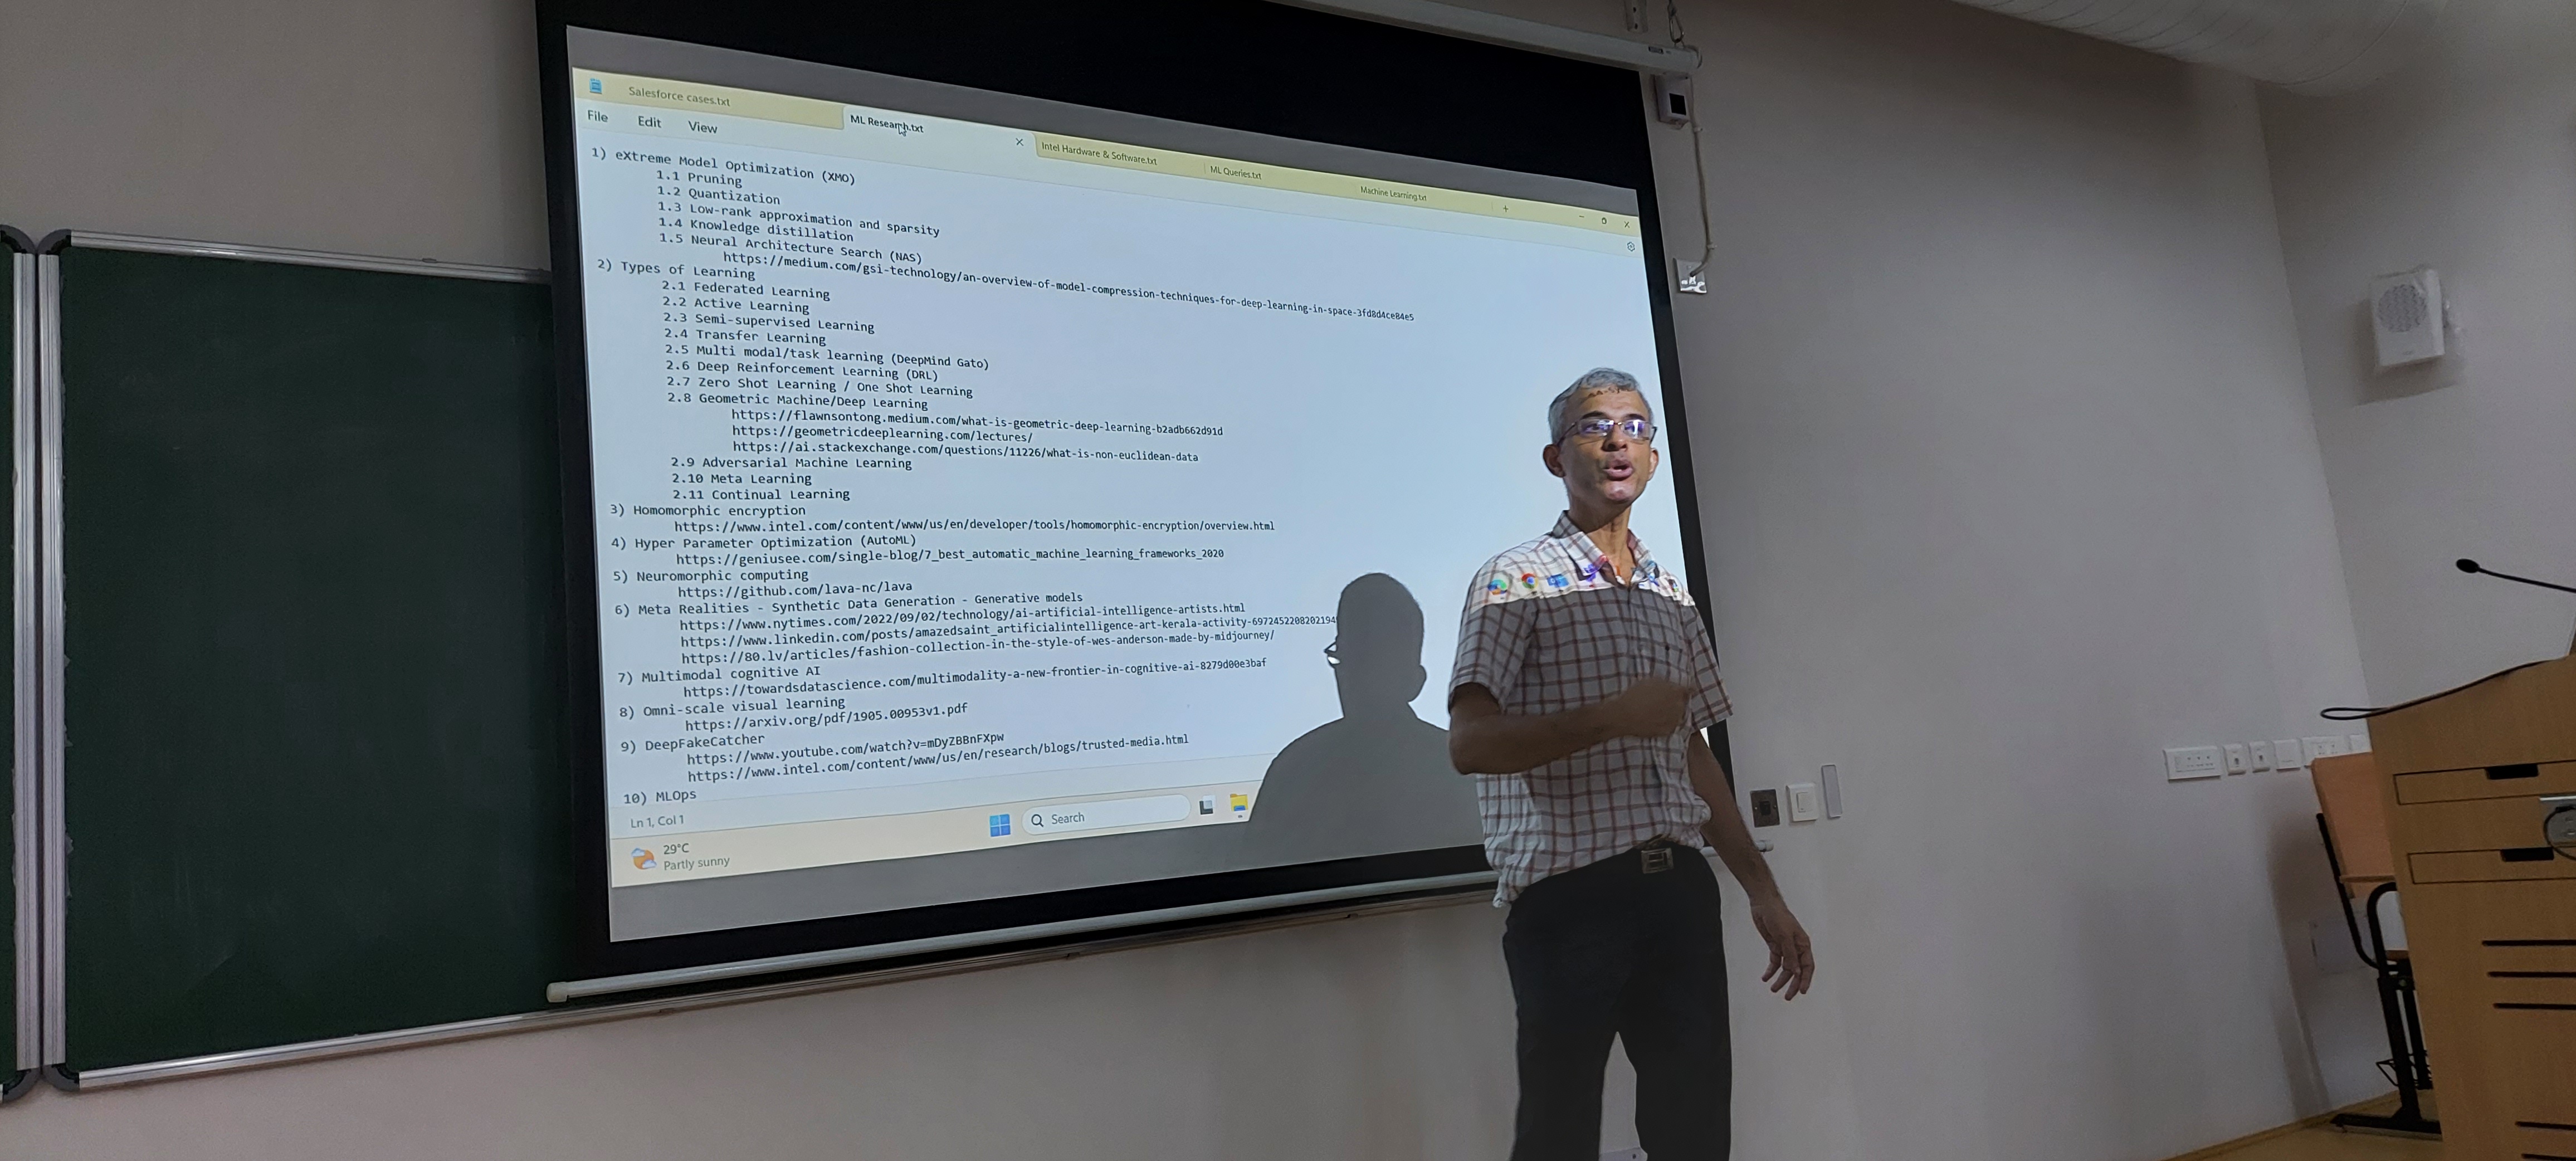 Salesforce cases.txt
ML Research.txt
Intel Hardware & Software.txt
ML Queries.txt
Machine Learning.txt
File Edit View
1) eXtreme Model Optimization (XMO)
1.1 Pruning
1.2 Quantization
1.3 Low-rank approximation and sparsity
1.4 Knowledge distillation
1.5 Neural Architecture Search (NAS)
https://medium.com/gsi-technology/an-overview-of-model-compression-techniques-for-deep-learning-in-space-3fd8d4ce84e5
2) Types of Learning
2.1 Federated Learning
2.2 Active Learning
2.3 Semi-supervised Learning
2.4 Transfer Learning
2.5 Multi modal/task learning (DeepMind Gato)
2.6 Deep Reinforcement Learning (DRL)
2.7 Zero Shot Learning / One Shot Learning
2.8 Geometric Machine/Deep Learning
https://flawnsontong.medium.com/what-is-geometric-deep-learning-b2adb662d91d
https://geometricdeeplearning.com/lectures/
https://ai.stackexchange.com/questions/11226/what-is-non-euclidean-data
2.9 Adversarial Machine Learning
2.10 Meta Learning
2.11 Continual Learning
3) Homomorphic encryption
https://www.intel.com/content/www/us/en/developer/tools/homomorphic-encryption/overview.html
4) Hyper Parameter Optimization (AutoML)
https://geniusee.com/single-blog/7_best_automatic_machine_learning_frameworks_2020
5) Neuromorphic computing
https://github.com/lava-nc/lava
6) Meta Realities - Synthetic Data Generation - Generative models
https://www.nytimes.com/2022/09/02/technology/ai-artificial-intelligence-artists.html
https://www.linkedin.com/posts/amazedsaint_artificialintelligence-art-kerala-activity-697245220820219
https://80.lv/articles/fashion-collection-in-the-style-of-wes-anderson-made-by-midjourney/
7) Multimodal cognitive AI
https://towardsdatascience.com/multimodality-a-new-frontier-in-cognitive-ai-8279d00e3baf
8) Omni-scale visual learning
https://arxiv.org/pdf/1905.00953v1.pdf
9) DeepFakeCatcher
https://www.youtube.com/watch?v=mDyZBBnFXpw
https://www.intel.com/content/www/us/en/research/blogs/trusted-media.html
10) MLOps
Ln 1, Col 1
Search
29°C
Partly sunny